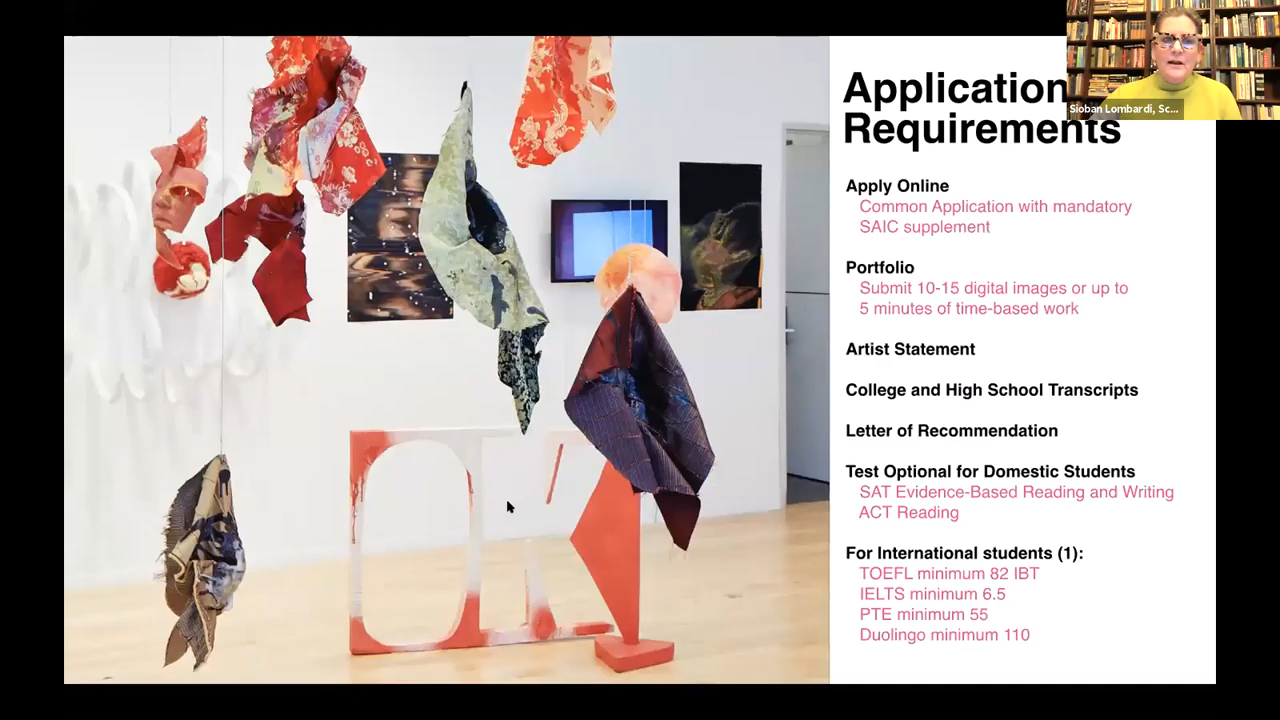 Sioban Lombardi, Sc...
Application
Requirements
Apply Online
Common Application with mandatory
SAIC supplement
Portfolio
Submit 10-15 digital images or up to
5 minutes of time-based work
Artist Statement
College and High School Transcripts
Letter of Recommendation
Test Optional for Domestic Students
SAT Evidence-Based Reading and Writing
ACT Reading
For International students (1):
TOEFL minimum 82 IBT
IELTS minimum 6.5
PTE minimum 55
Duolingo minimum 110